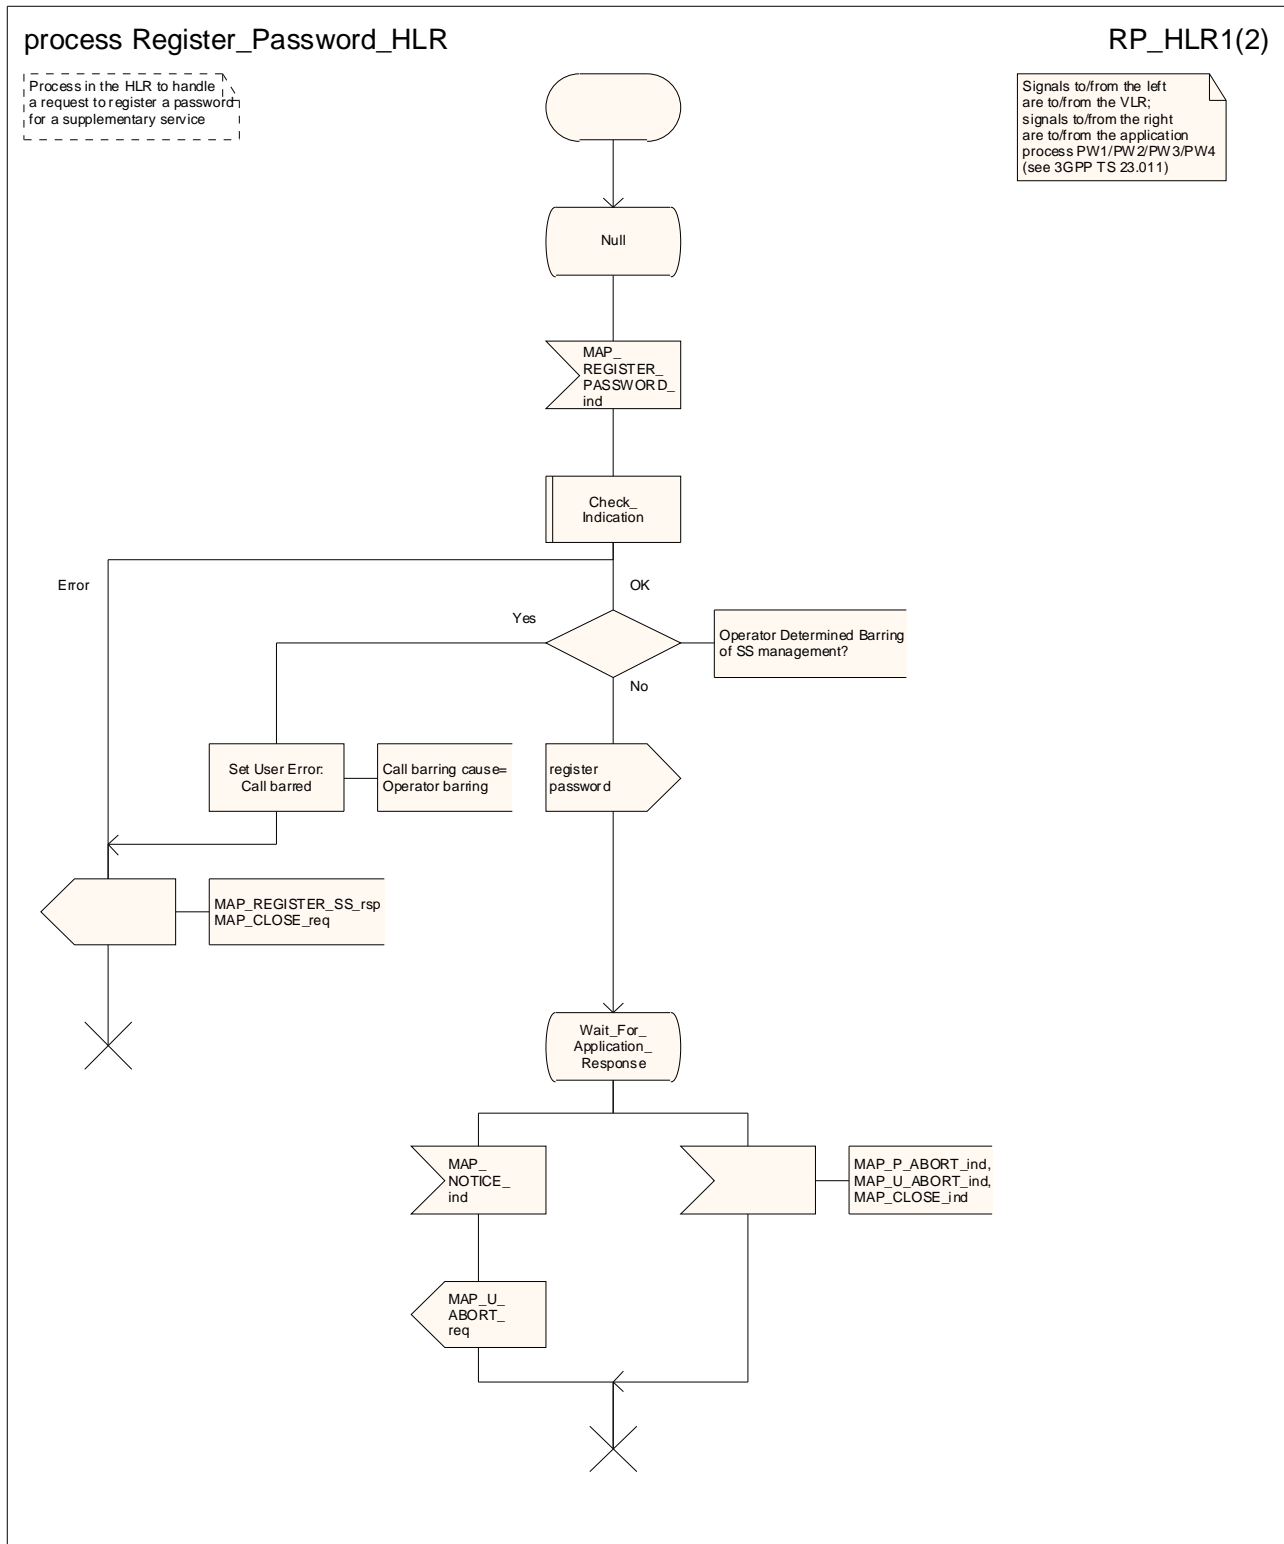 process Register_Password_HLR
RP_HLR1(2)
Process in the HLR to handle
a request to register a password
for a supplementary service
Signals to/from the left
are to/from the VLR;
signals to/from the right
are to/from the application
process PW1/PW2/PW3/PW4
(see 3GPP TS 23.011)
Null
MAP_
REGISTER_
PASSWORD_
ind
Check_
Indication
Error
OK
Yes
Operator Determined Barring
of SS management?
No
Set User Error:
Call barred
Call barring cause=
Operator barring
register
password
MAP_REGISTER_SS_rsp
MAP_CLOSE_req
Wait_For_
Application_
Response
MAP_
NOTICE_
ind
MAP_P_ABORT_ind,
MAP_U_ABORT_ind,
MAP_CLOSE_ind
MAP_U_
ABORT_
req